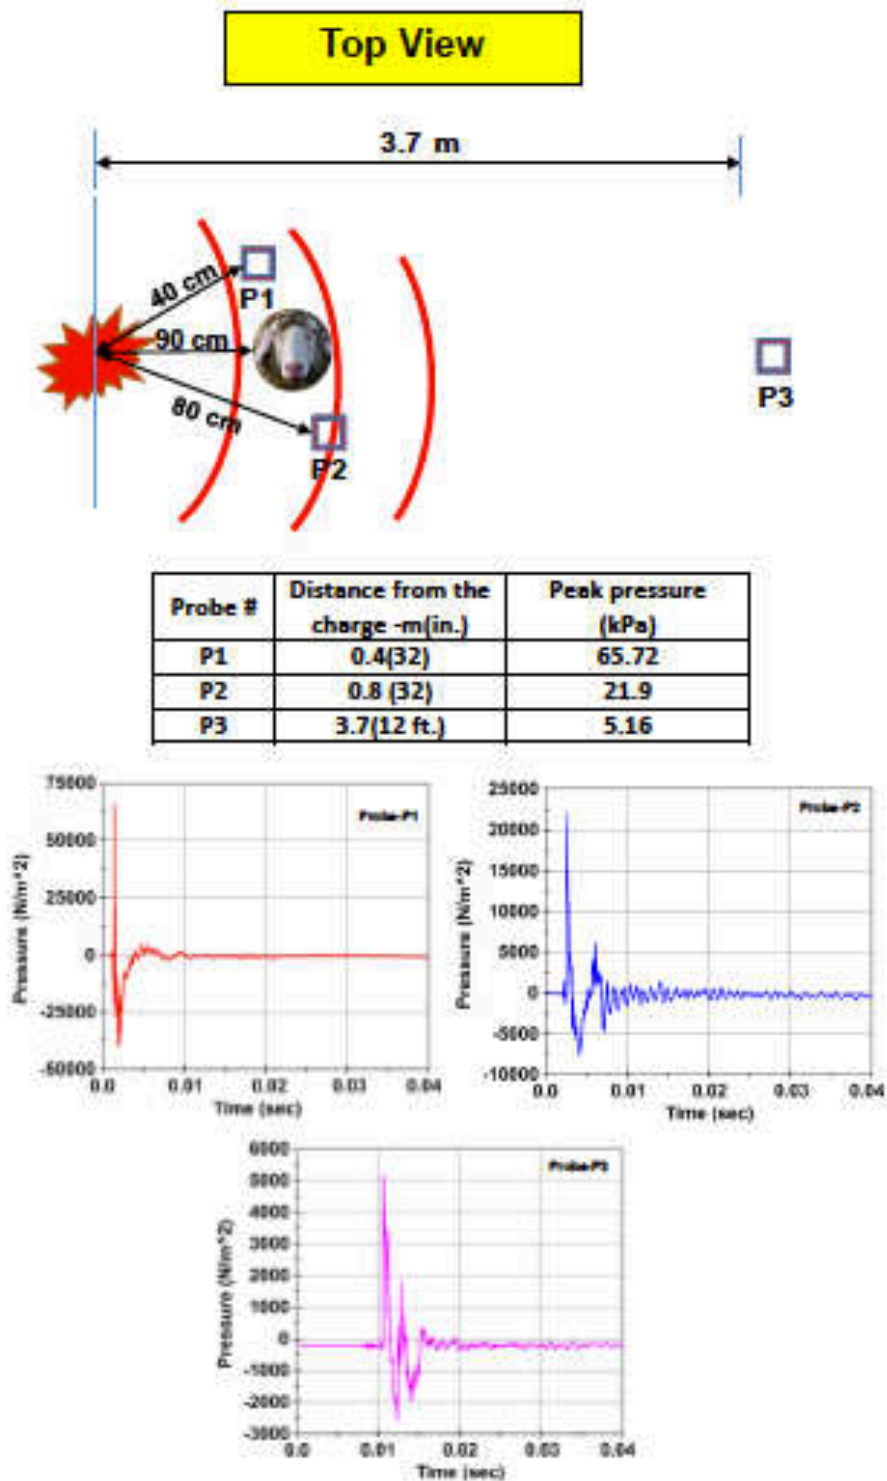 Top View
3.7 m
40 cm
P1
90 cm
80 cm
P2
P3
Probe # Distance from the charge -m(in.) Peak pressure (kPa)
P1 0.4(32) 65.72
P2 0.8 (32) 21.9
P3 3.7(12 ft.) 5.16
75000
50000
25000
0
-25000
-50000
Pressure (N/m^2)
Probe-P1
0.0 0.01 0.02 0.03 0.04
Time (sec)
25000
20000
15000
10000
5000
0
-5000
-10000
Pressure (N/m^2)
Probe-P2
0.0 0.01 0.02 0.03 0.04
Time (sec)
6000
5000
4000
3000
2000
1000
0
-1000
-2000
-3000
Pressure (N/m^2)
Probe-P3
0.0 0.01 0.02 0.03 0.04
Time (sec)